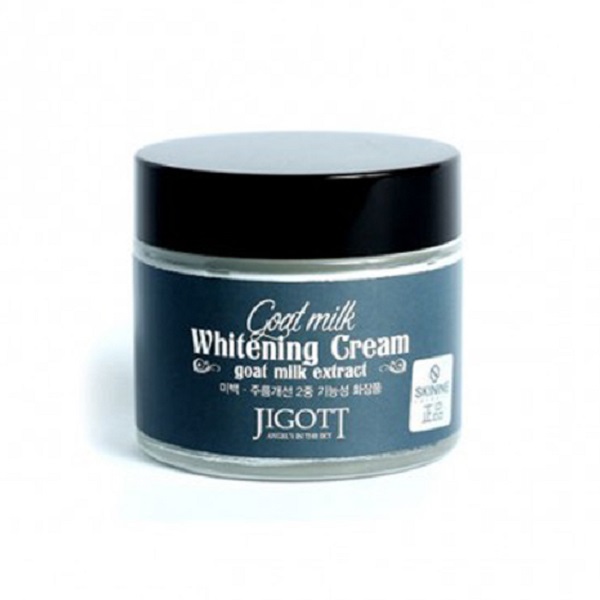 Goat milk
Whitening Cream
goat milk extract
미백 · 주름개선 2중 기능성 화장품
JIGOTT
ANGEL'S IN THE SKY
SKININE
正品